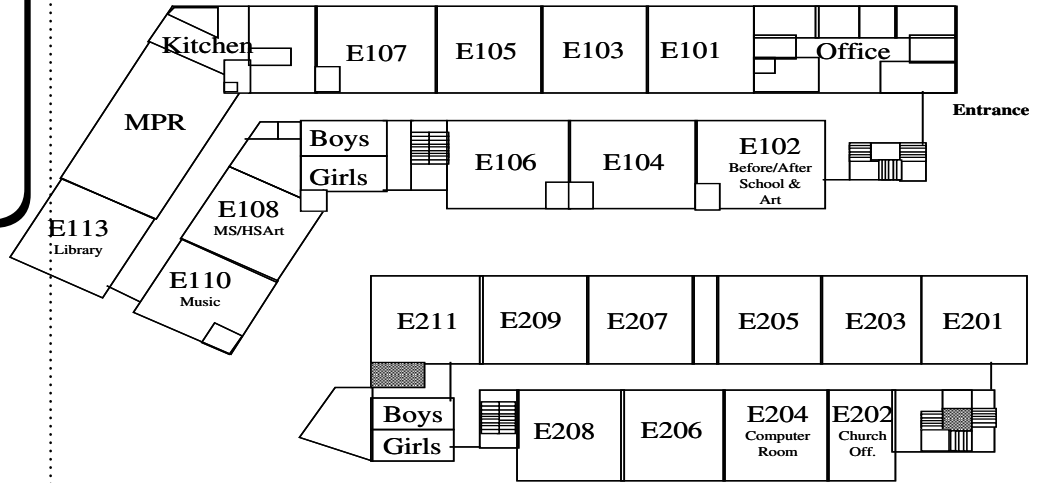 Kitchen
E107
E105
E103
E101
Office
Entrance
MPR
Boys
Girls
E106
E104
E102
Before/After
School &
Art
E113
Library
E108
MS/HSArt
E110
Music
E211
E209
E207
E205
E203
E201
Boys
Girls
E208
E206
E204
Computer
Room
E202
Church
Off.